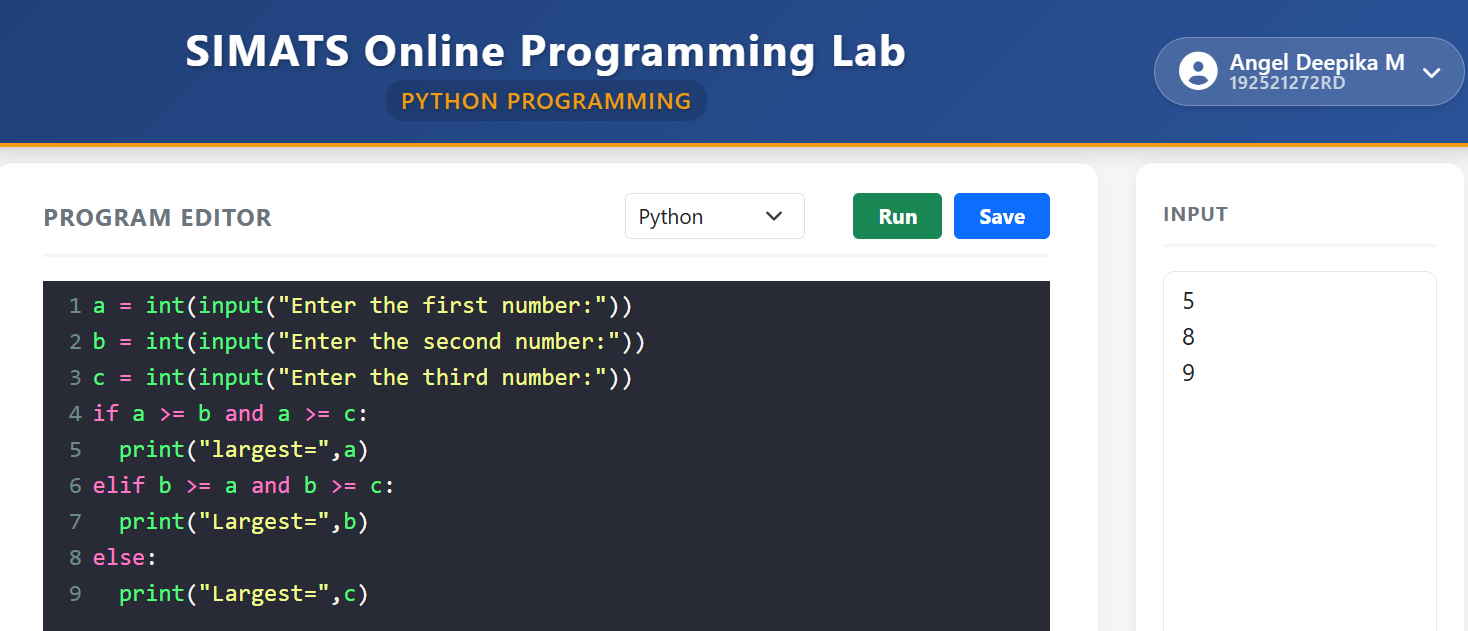 SIMATS Online Programming Lab
PYTHON PROGRAMMING
Angel Deepika M
192521272RD
PROGRAM EDITOR
Python
Run
Save
1 a = int(input("Enter the first number:"))
2 b = int(input("Enter the second number:"))
3 c = int(input("Enter the third number:"))
4 if a >= b and a >= c:
5   print("largest=",a)
6 elif b >= a and b >= c:
7   print("Largest=",b)
8 else:
9   print("Largest=",c)
INPUT
5
8
9